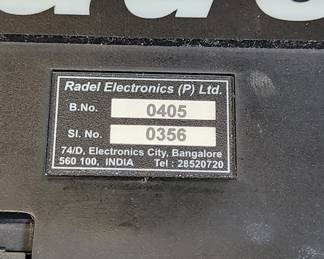 Radel Electronics (P) Ltd.
B.No. 0405
Sl. No. 0356
74/D, Electronics City, Bangalore
560 100, INDIA Tel : 28520720